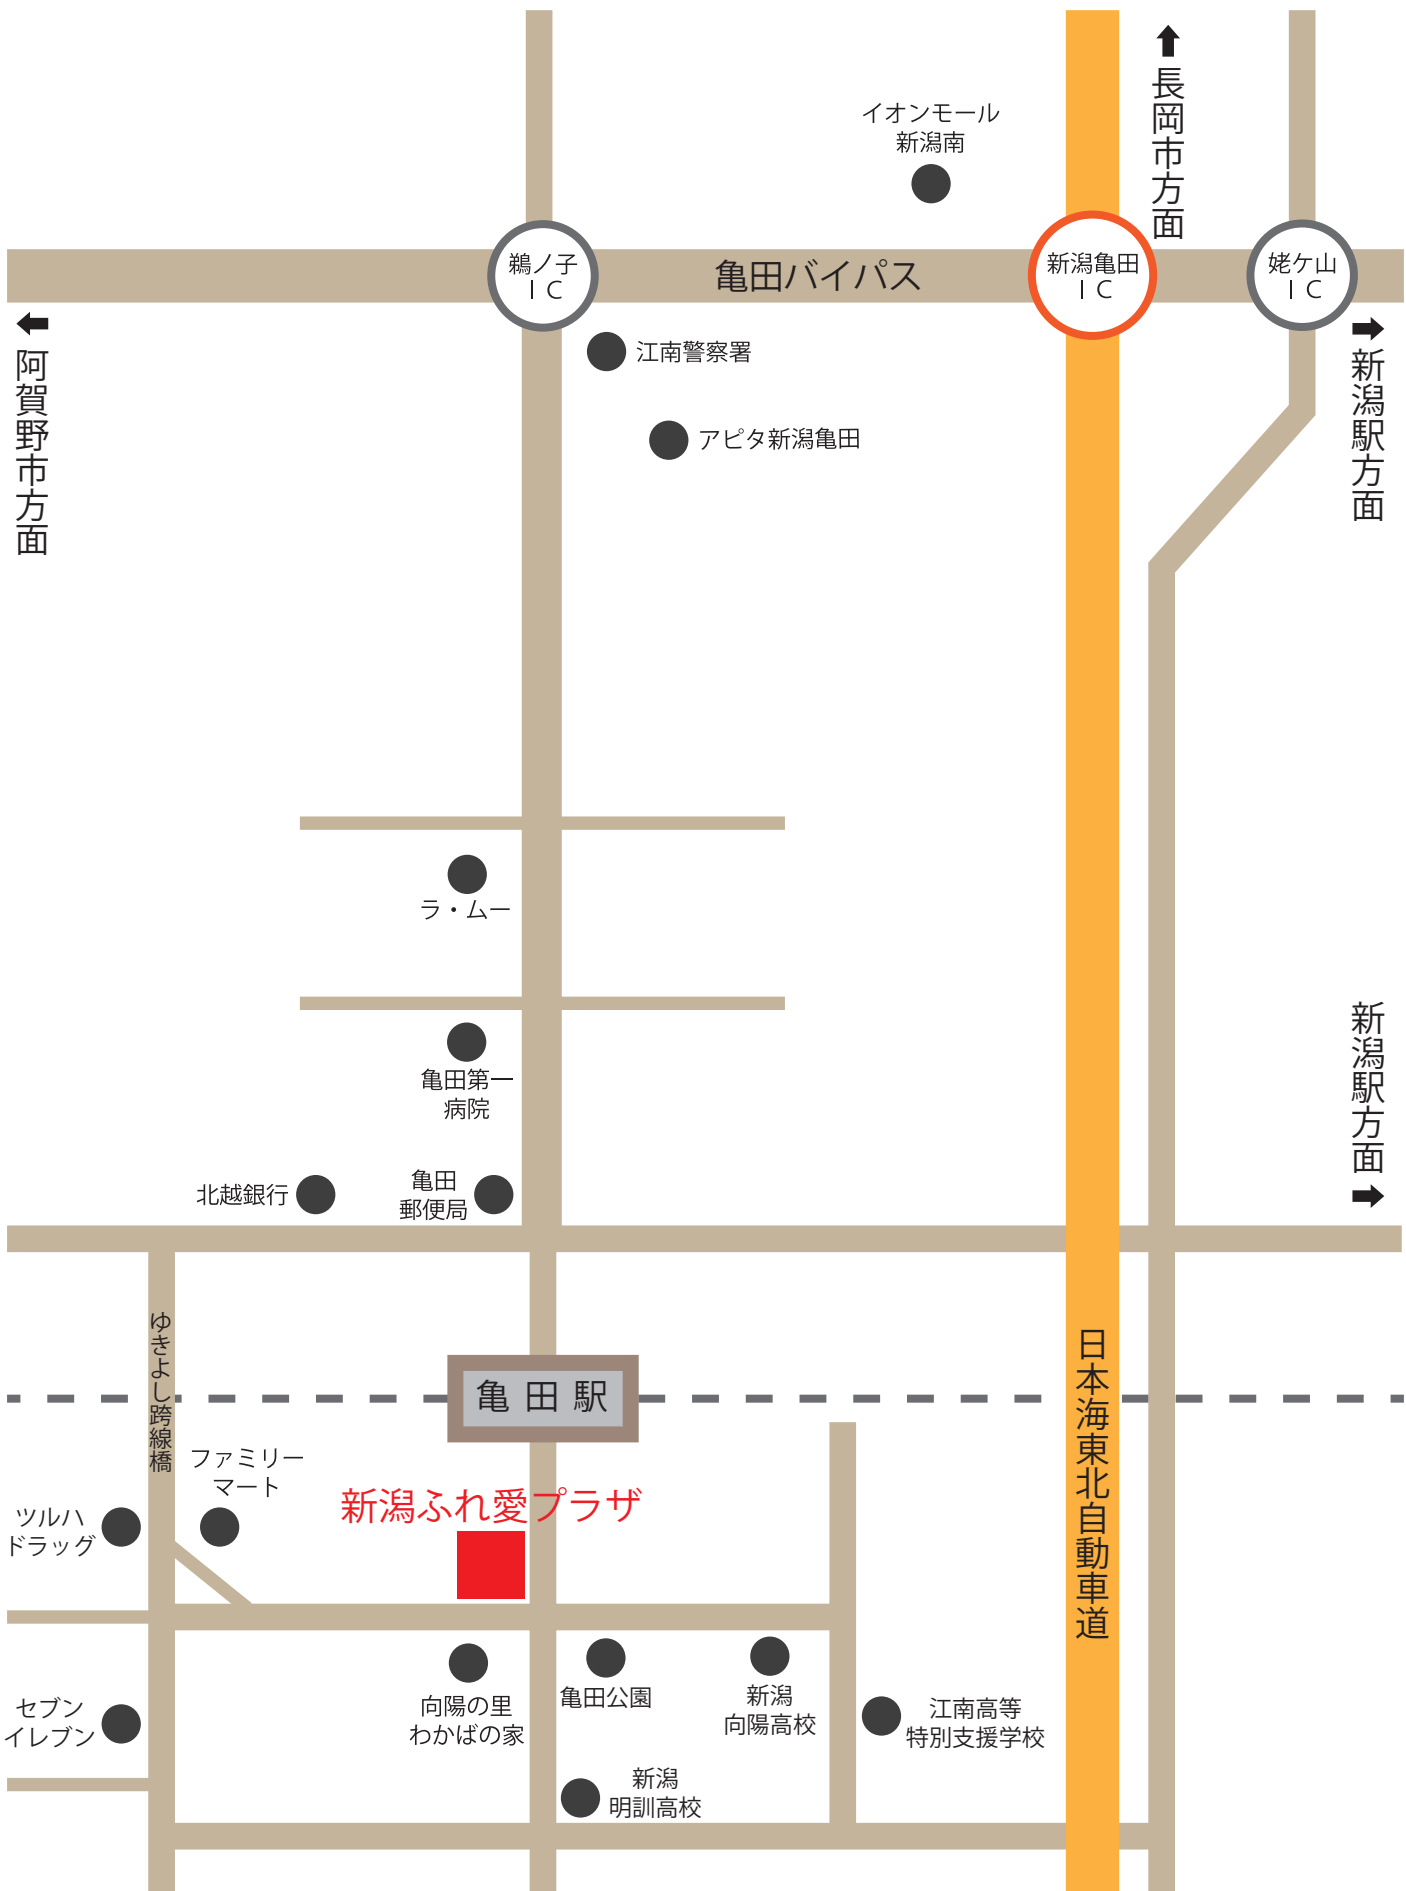 長岡市方面
イオンモール
新潟南
鵜ノ子
IC
亀田バイパス
新潟亀田
IC
姥ケ山
IC
阿賀野市方面
新潟駅方面
江南警察署
アピタ新潟亀田
ラ・ムー
亀田第一
病院
新潟駅方面
北越銀行
亀田
郵便局
ゆきよし跨線橋
亀田駅
日本海東北自動車道
ファミリー
マート
新潟ふれ愛プラザ
ツルハ
ドラッグ
セブン
イレブン
向陽の里
わかばの家
亀田公園
新潟
向陽高校
江南高等
特別支援学校
新潟
明訓高校